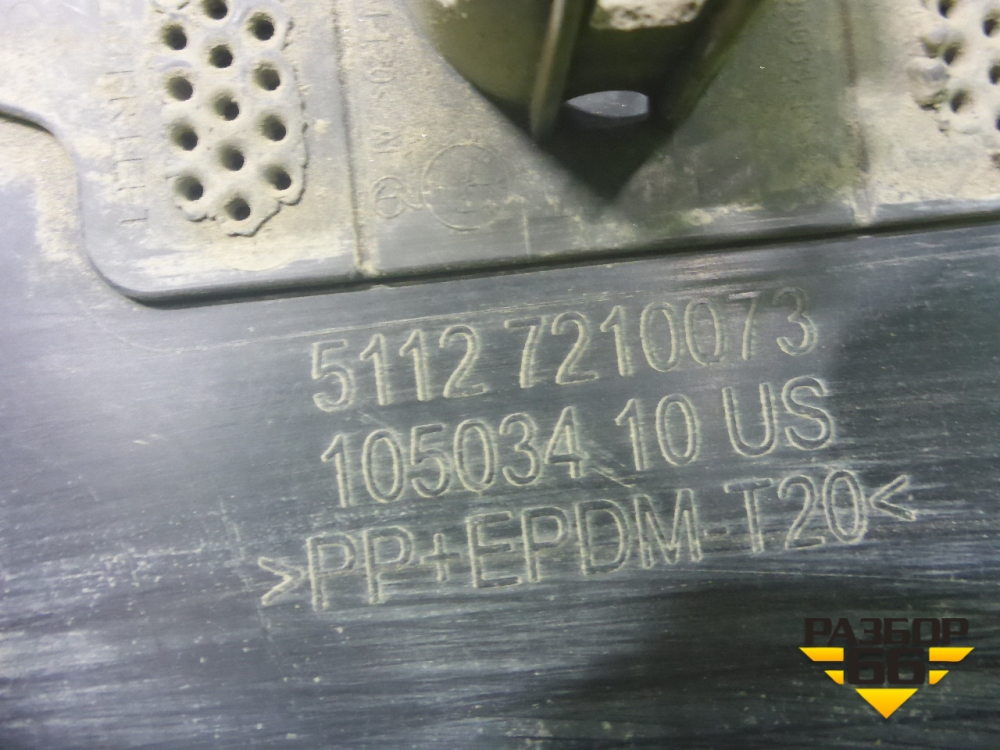 5112 7210073
105034 10 US
>PP+EPDM-T20<
РАЗБОР
66